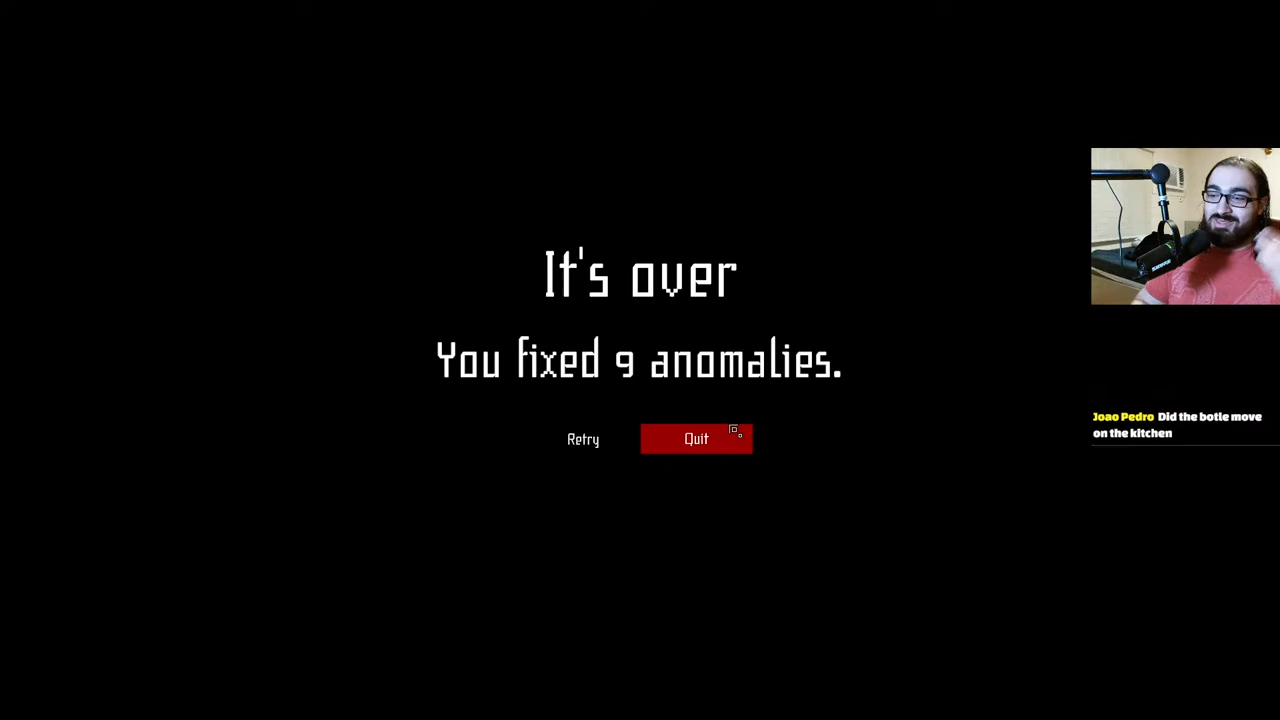 It's over
You fixed 9 anomalies.
Retry
Quit
Joao Pedro Did the botle move
on the kitchen